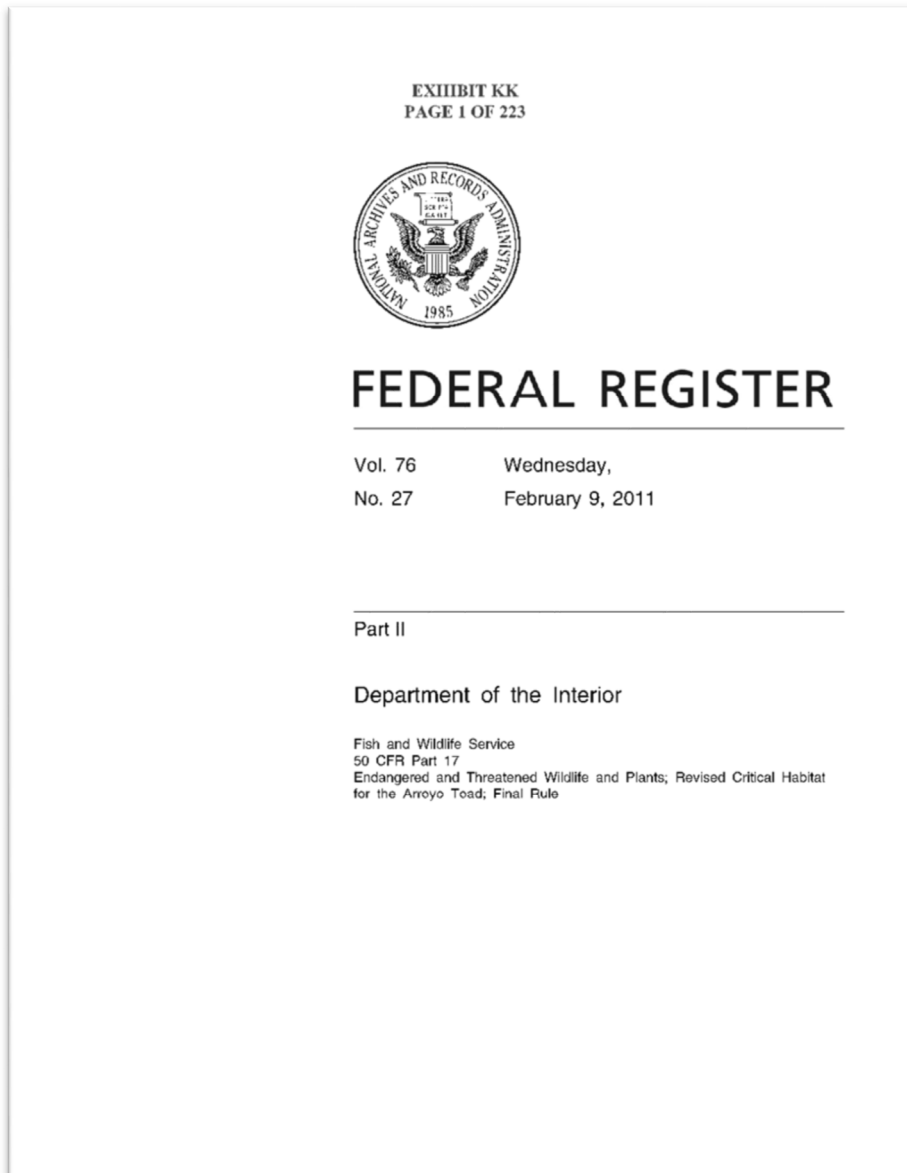 EXIIIBIT KK
PAGE 1 OF 223
NATIONAL ARCHIVES AND RECORDS ADMINISTRATION
1985
FEDERAL REGISTER
Vol. 76 Wednesday,
No. 27 February 9, 2011
Part II
Department of the Interior
Fish and Wildlife Service
50 CFR Part 17
Endangered and Threatened Wildlife and Plants; Revised Critical Habitat
for the Arroyo Toad; Final Rule